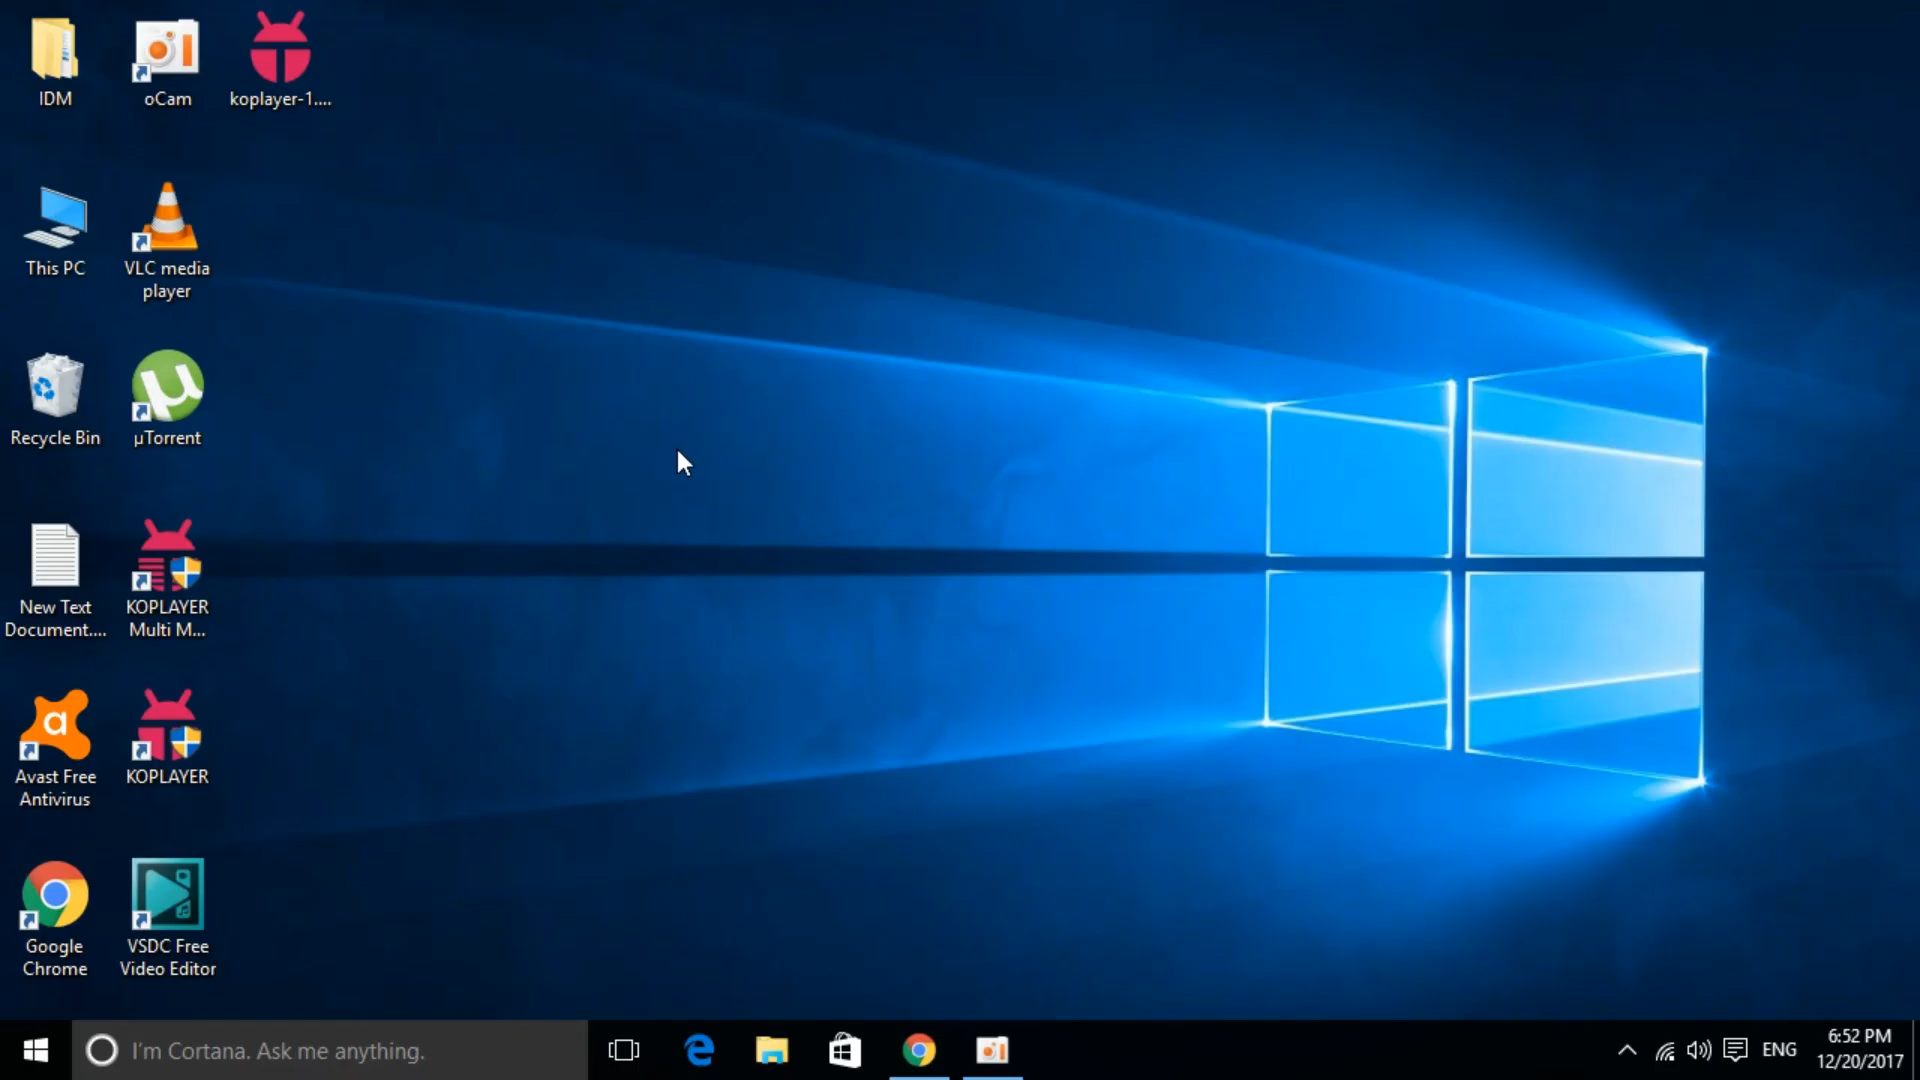 IDM
oCam
koplayer-1....
This PC
VLC media
player
Recycle Bin
µTorrent
New Text
Document....
KOPLAYER
Multi M...
Avast Free
Antivirus
KOPLAYER
Google
Chrome
VSDC Free
Video Editor
I'm Cortana. Ask me anything.
ENG
6:52 PM
12/20/2017